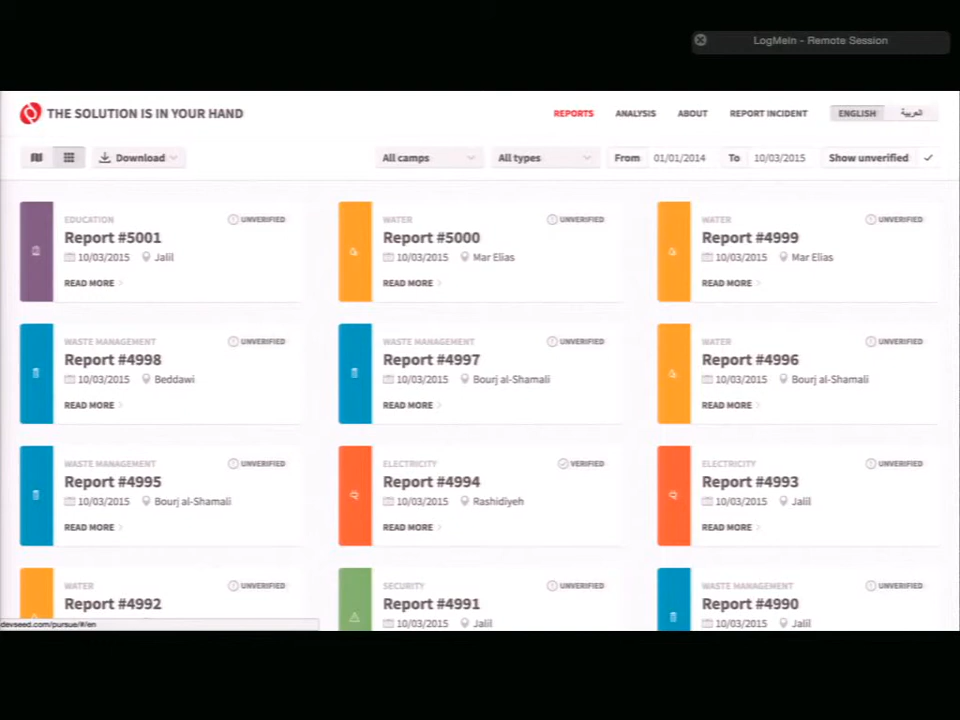 LogMeIn - Remote Session
THE SOLUTION IS IN YOUR HAND
REPORTS ANALYSIS ABOUT REPORT INCIDENT ENGLISH العربية
Download All camps All types From 01/01/2014 To 10/03/2015 Show unverified
EDUCATION UNVERIFIED
Report #5001
10/03/2015 Jalil
READ MORE
WATER UNVERIFIED
Report #5000
10/03/2015 Mar Elias
READ MORE
WATER UNVERIFIED
Report #4999
10/03/2015 Mar Elias
READ MORE
WASTE MANAGEMENT UNVERIFIED
Report #4998
10/03/2015 Beddawi
READ MORE
WASTE MANAGEMENT UNVERIFIED
Report #4997
10/03/2015 Bourj al-Shamali
READ MORE
WATER UNVERIFIED
Report #4996
10/03/2015 Bourj al-Shamali
READ MORE
WASTE MANAGEMENT UNVERIFIED
Report #4995
10/03/2015 Bourj al-Shamali
READ MORE
ELECTRICITY VERIFIED
Report #4994
10/03/2015 Rashidiyeh
READ MORE
ELECTRICITY UNVERIFIED
Report #4993
10/03/2015 Jalil
READ MORE
WATER UNVERIFIED
Report #4992
SECURITY UNVERIFIED
Report #4991
10/03/2015 Jalil
WASTE MANAGEMENT UNVERIFIED
Report #4990
10/03/2015 Jalil
devseed.com/pursue/#/en